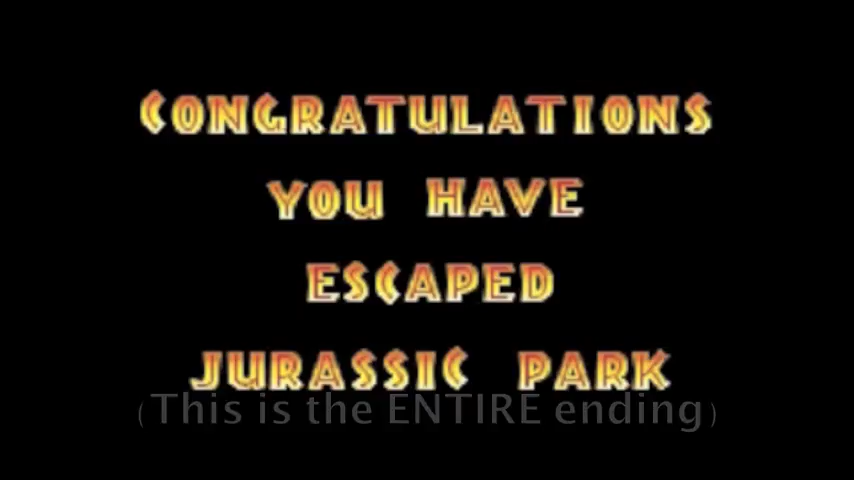 CONGRATULATIONS
YOU HAVE
ESCAPED
JURASSIC PARK
(This is the ENTIRE ending)